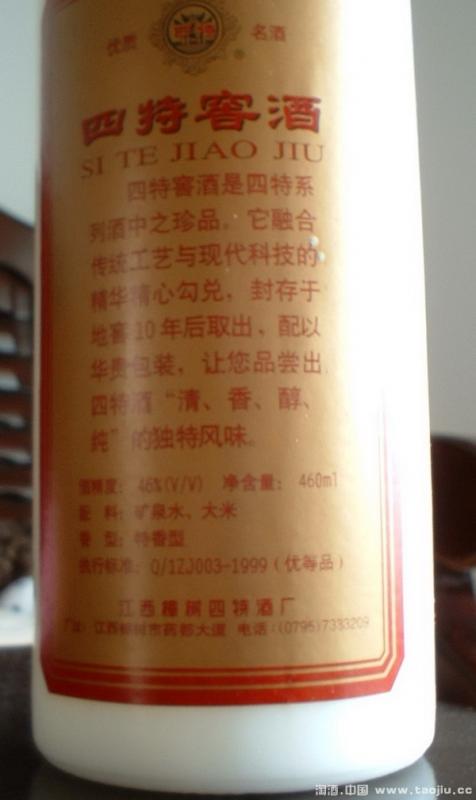 优质 四特 名酒
四特窖酒
SI TE JIAO JIU
四特窖酒是四特系
列酒中之珍品。它融合
传统工艺与现代科技的
精华精心勾兑，封存于
地窖10年后取出，配以
华贵包装，让您品尝出
四特酒“清、香、醇、
纯”的独特风味。
酒精度：46%(V/V) 净含量：460ml
配 料：矿泉水、大米
香 型：特香型
执行标准：Q/1ZJ003-1999（优等品）
江西樟树四特酒厂
厂址：江西樟树市药都大道 电话：(0795)7333209
淘酒.中国 www.taojiu.cc